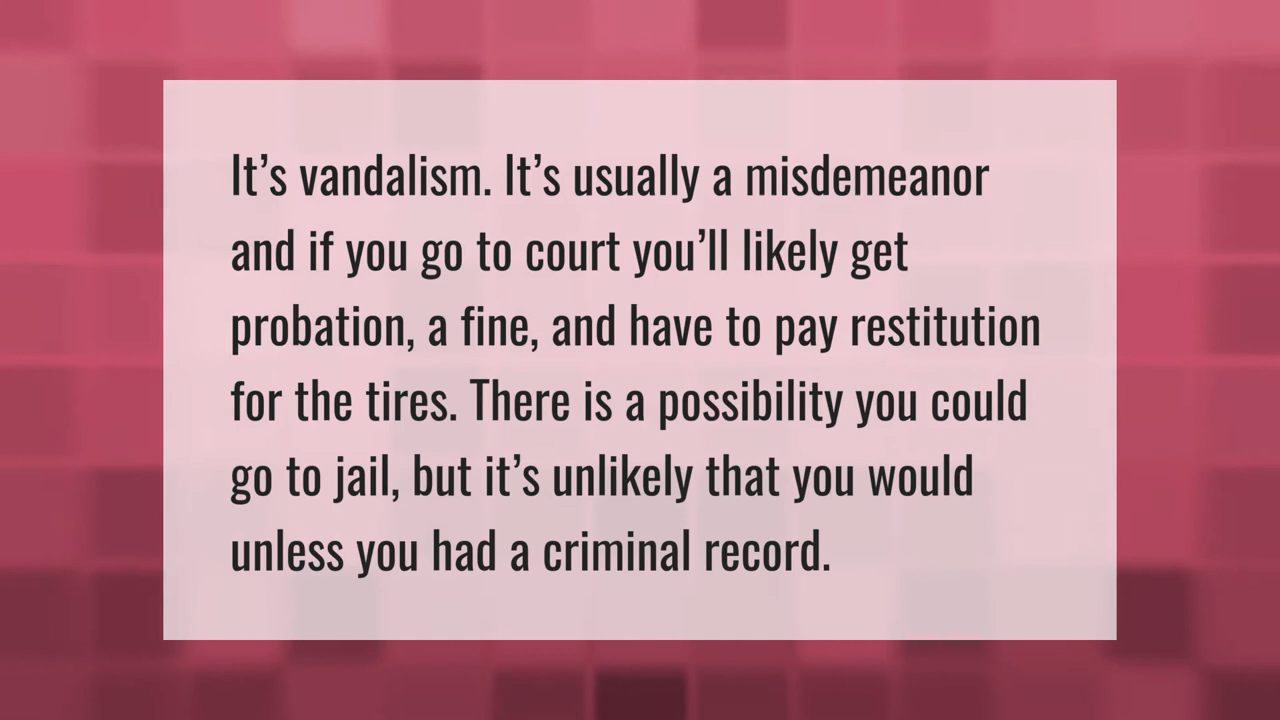 It’s vandalism. It’s usually a misdemeanor
and if you go to court you’ll likely get
probation, a fine, and have to pay restitution
for the tires. There is a possibility you could
go to jail, but it’s unlikely that you would
unless you had a criminal record.